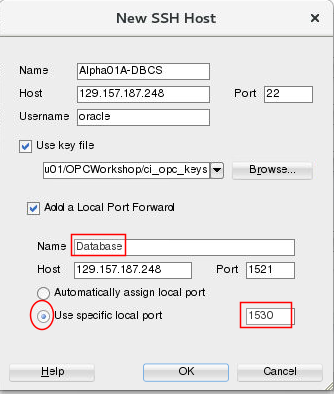 New SSH Host
Name Alpha01A-DBCS
Host 129.157.187.248 Port 22
Username oracle
Use key file
u01/OPCWorkshop/ci_opc_keys Browse...
Add a Local Port Forward
Name Database
Host 129.157.187.248 Port 1521
Automatically assign local port
Use specific local port 1530
Help OK Cancel